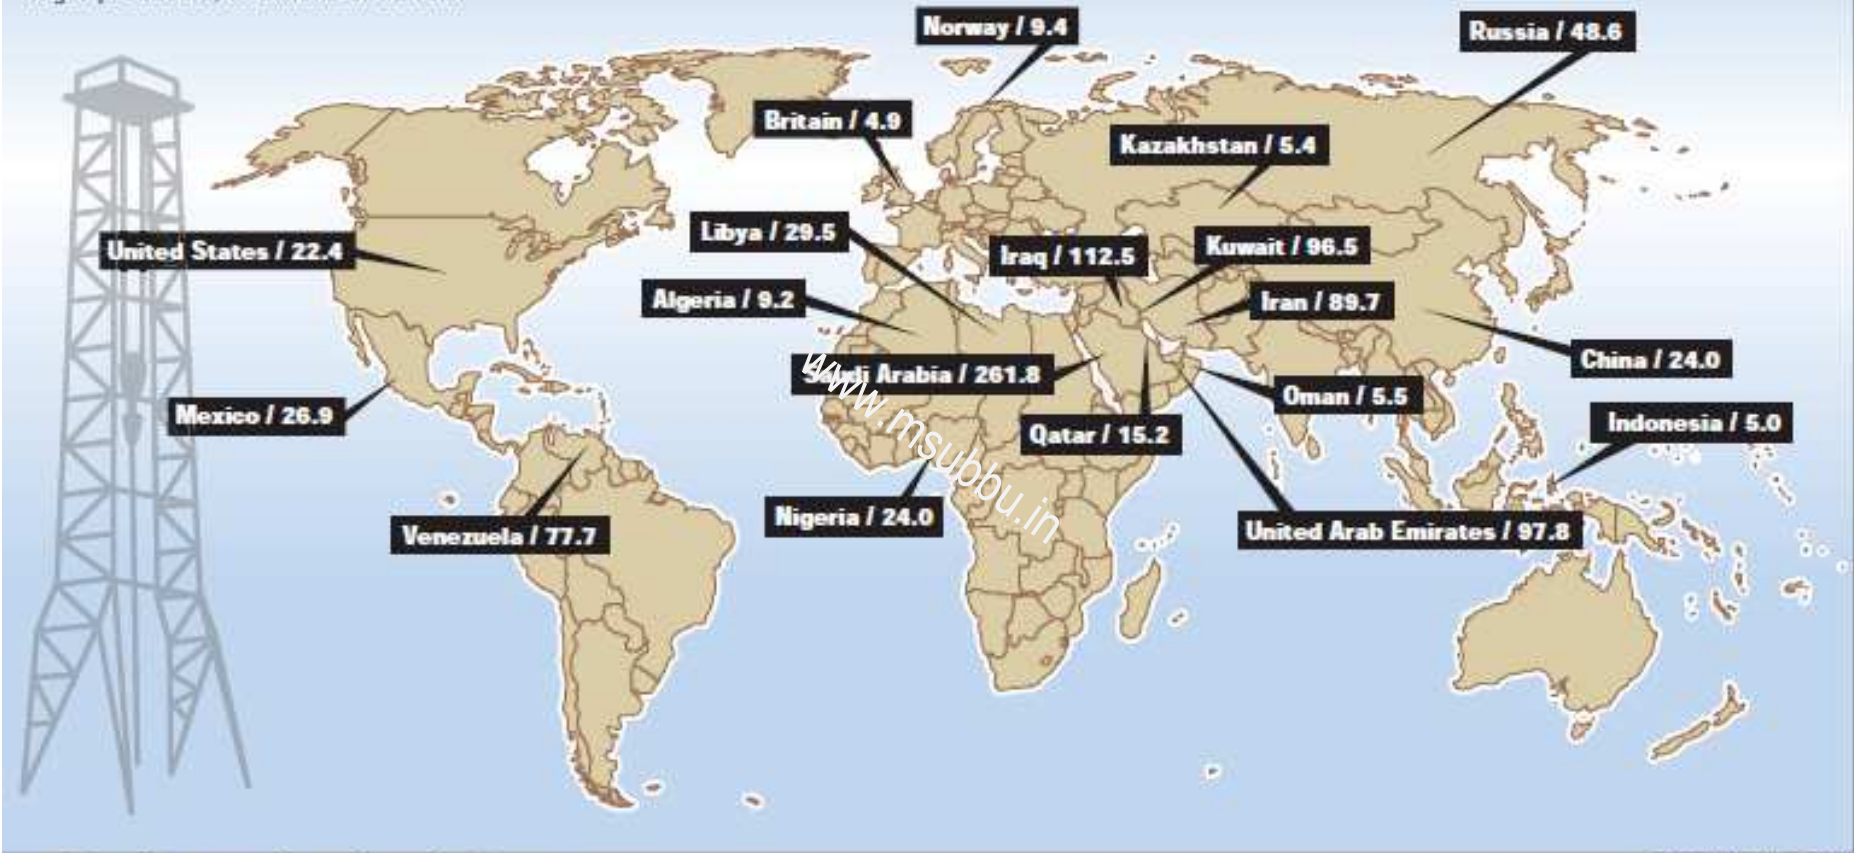 Norway / 9.4
Russia / 48.6
Britain / 4.9
Kazakhstan / 5.4
Libya / 29.5
United States / 22.4
Iraq / 112.5
Kuwait / 96.5
Algeria / 9.2
Iran / 89.7
Saudi Arabia / 261.8
China / 24.0
Oman / 5.5
Mexico / 26.9
Qatar / 15.2
Indonesia / 5.0
Nigeria / 24.0
Venezuela / 77.7
United Arab Emirates / 97.8
www.msubbu.in